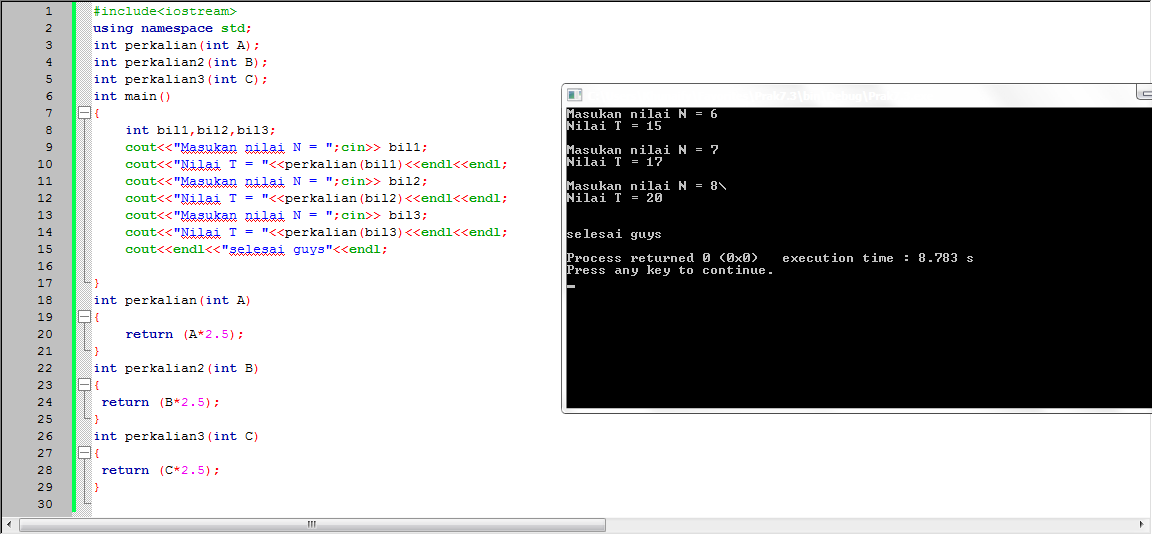 1 #include<iostream>
2 using namespace std;
3 int perkalian(int A);
4 int perkalian2(int B);
5 int perkalian3(int C);
6 int main()
7 {
8 int bil1,bil2,bil3;
9 cout<<"Masukan nilai N = ";cin>> bil1;
10 cout<<"Nilai T = "<<perkalian(bil1)<<endl<<endl;
11 cout<<"Masukan nilai N = ";cin>> bil2;
12 cout<<"Nilai T = "<<perkalian(bil2)<<endl<<endl;
13 cout<<"Masukan nilai N = ";cin>> bil3;
14 cout<<"Nilai T = "<<perkalian(bil3)<<endl<<endl;
15 cout<<endl<<"selesai guys"<<endl;
16
17 }
18 int perkalian(int A)
19 {
20 return (A*2.5);
21 }
22 int perkalian2(int B)
23 {
24 return (B*2.5);
25 }
26 int perkalian3(int C)
27 {
28 return (C*2.5);
29 }
30
Masukan nilai N = 6
Nilai T = 15
Masukan nilai N = 7
Nilai T = 17
Masukan nilai N = 8\
Nilai T = 20
selesai guys
Process returned 0 (0x0) execution time : 8.783 s
Press any key to continue.